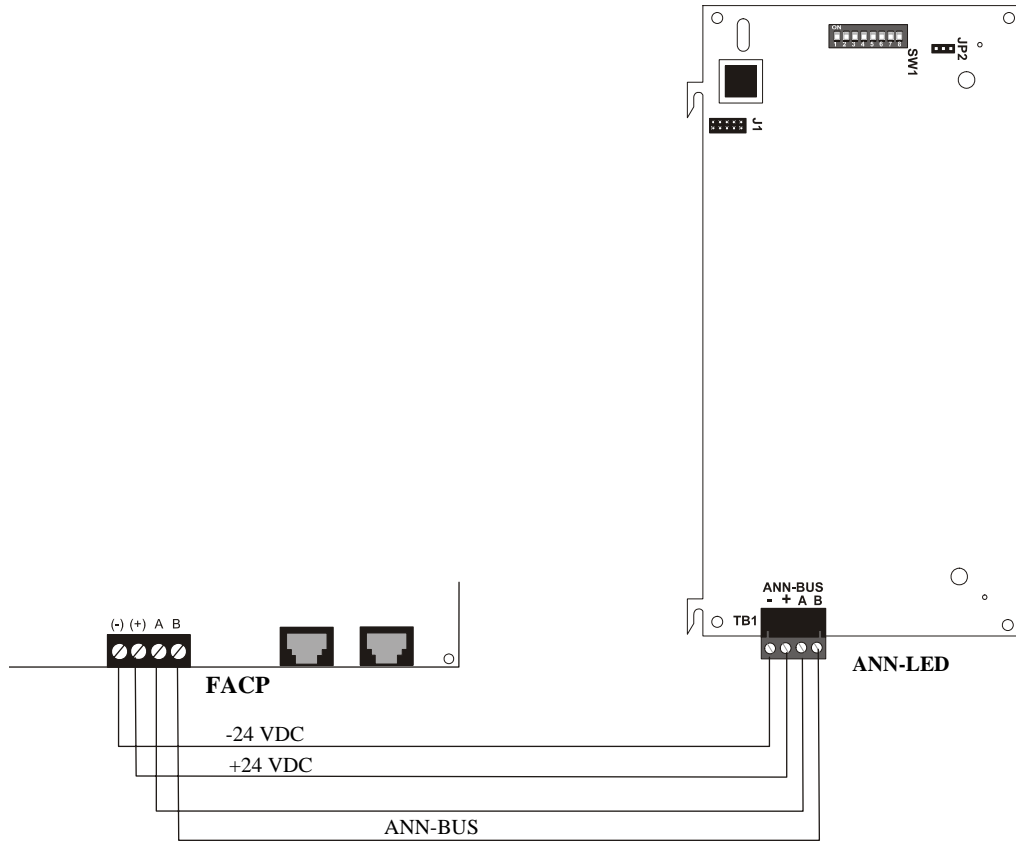 ON
1 2 3 4 5 6 7 8
SW1
JP2
J1
ANN-BUS
- + A B
TB1
ANN-LED
(-) (+) A B
FACP
-24 VDC
+24 VDC
ANN-BUS